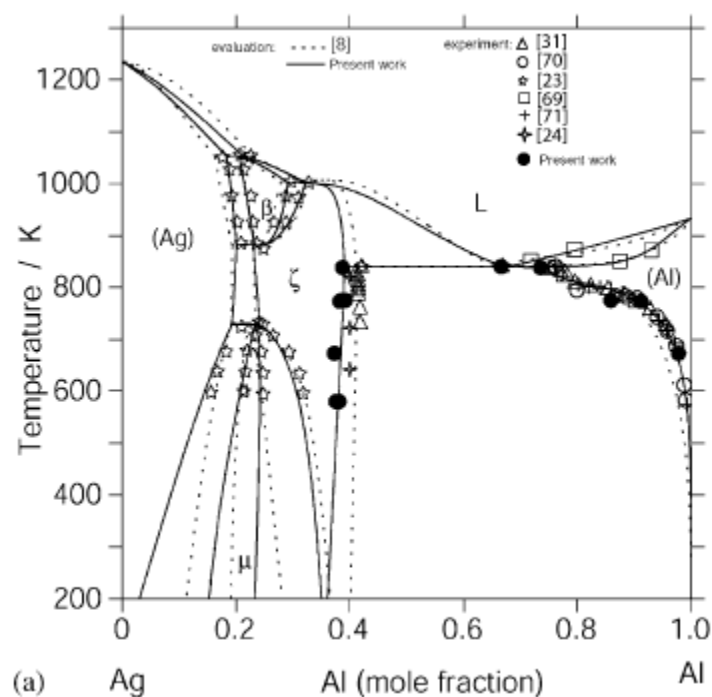 evaluation: [8]
Present work
experiment: [31]
[70]
[23]
[69]
[71]
[24]
Present work
1200
1000
800
600
400
200
Temperature / K
(Ag)
β
ζ
L
(Al)
μ
0 0.2 0.4 0.6 0.8 1.0
(a) Ag Al (mole fraction) Al